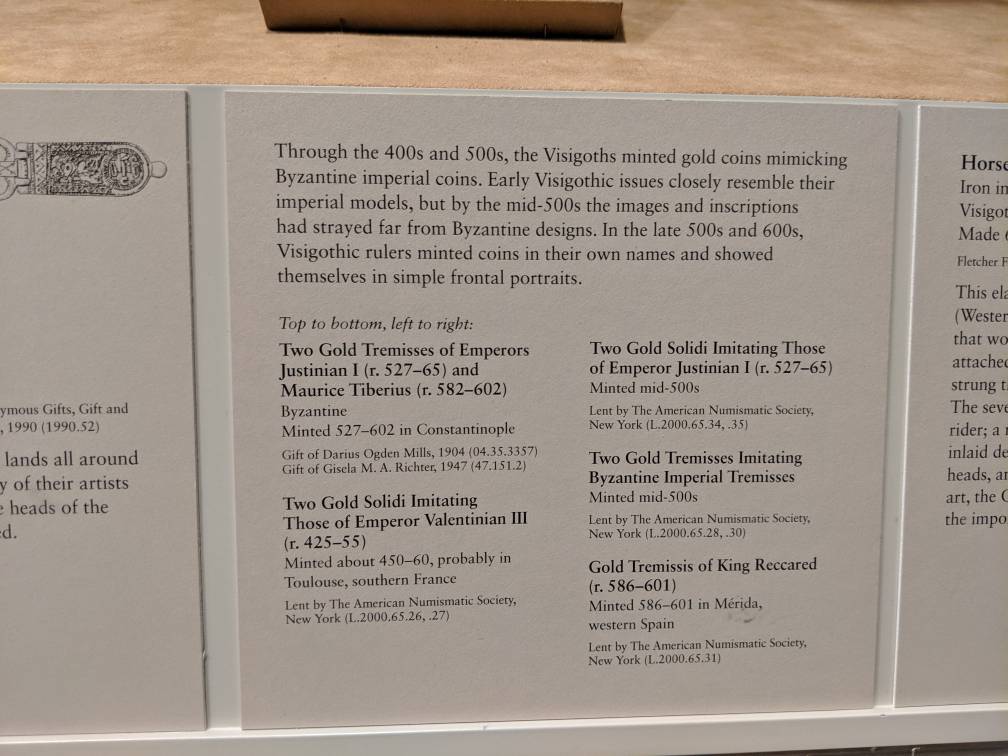 Through the 400s and 500s, the Visigoths minted gold coins mimicking
Byzantine imperial coins. Early Visigothic issues closely resemble their
imperial models, but by the mid-500s the images and inscriptions
had strayed far from Byzantine designs. In the late 500s and 600s,
Visigothic rulers minted coins in their own names and showed
themselves in simple frontal portraits.
Top to bottom, left to right:
Two Gold Tremisses of Emperors
Justinian I (r. 527–65) and
Maurice Tiberius (r. 582–602)
Byzantine
Minted 527–602 in Constantinople
Gift of Darius Ogden Mills, 1904 (04.35.3357)
Gift of Gisela M. A. Richter, 1947 (47.151.2)
Two Gold Solidi Imitating
Those of Emperor Valentinian III
(r. 425–55)
Minted about 450–60, probably in
Toulouse, southern France
Lent by The American Numismatic Society,
New York (L.2000.65.26, .27)
Two Gold Solidi Imitating Those
of Emperor Justinian I (r. 527–65)
Minted mid-500s
Lent by The American Numismatic Society,
New York (L.2000.65.34, .35)
Two Gold Tremisses Imitating
Byzantine Imperial Tremisses
Minted mid-500s
Lent by The American Numismatic Society,
New York (L.2000.65.28, .30)
Gold Tremissis of King Reccared
(r. 586–601)
Minted 586–601 in Mérida,
western Spain
Lent by The American Numismatic Society,
New York (L.2000.65.31)
Gifts, Gift and
, 1990 (1990.52)
lands all around
of their artists
heads of the
Iron in
Made
Fletcher
This
that
attached
The
rider; a
inlaid
heads,
art, the
the